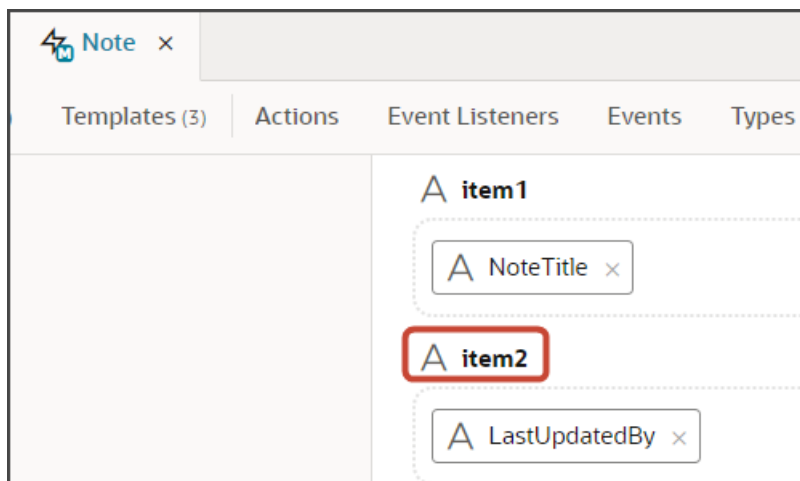 Note ×
Templates (3) Actions Event Listeners Events Types
A item1
A NoteTitle ×
A item2
A LastUpdatedBy ×